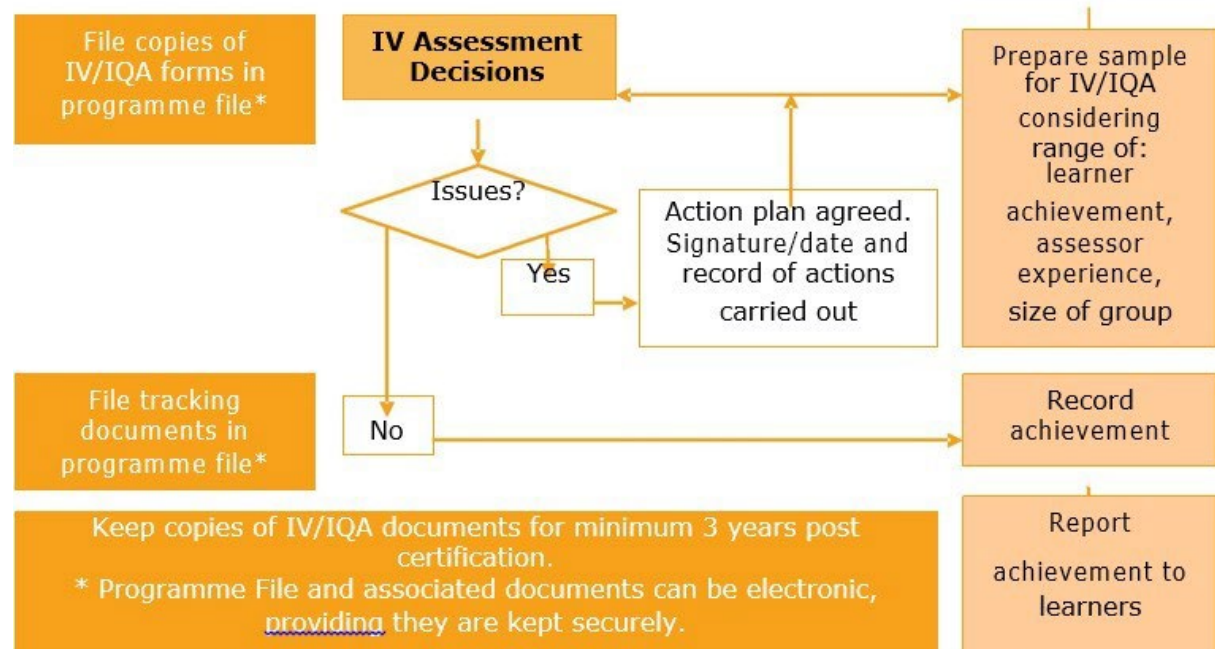 File copies of
IV/IQA forms in
programme file*
IV Assessment
Decisions
Prepare sample
for IV/IQA
considering
range of:
learner
achievement,
assessor
experience,
size of group
Issues?
Yes
Action plan agreed.
Signature/date and
record of actions
carried out
File tracking
documents in
programme file*
No
Record
achievement
Keep copies of IV/IQA documents for minimum 3 years post
certification.
* Programme File and associated documents can be electronic,
providing they are kept securely.
Report
achievement to
learners